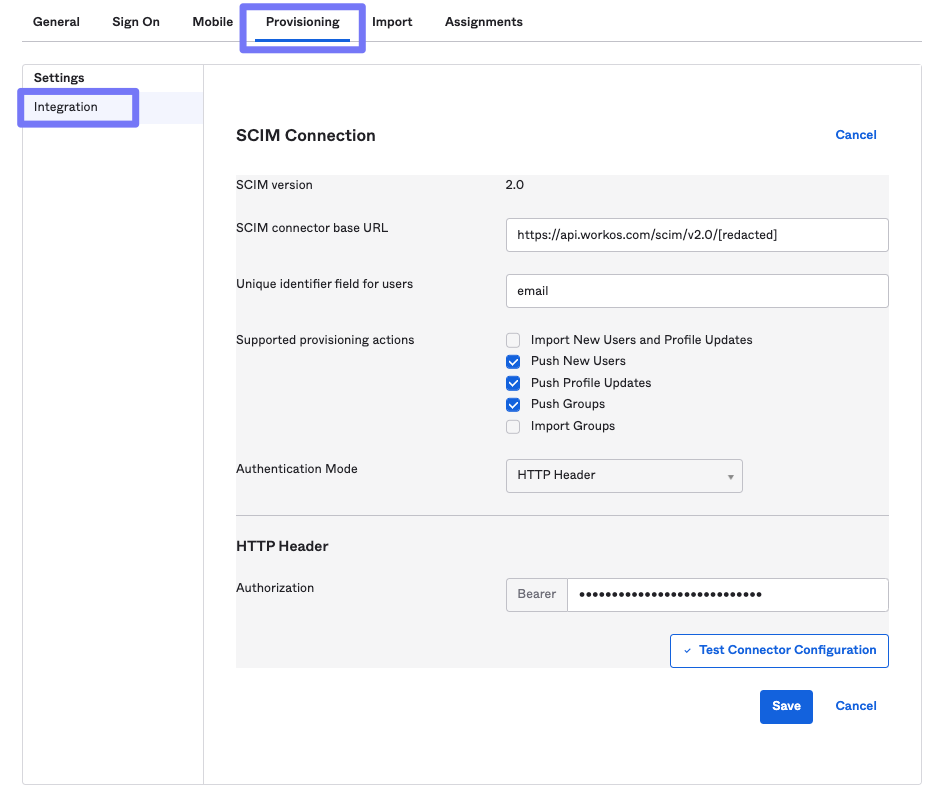 General Sign On Mobile Provisioning Import Assignments
Settings
Integration
SCIM Connection Cancel
SCIM version 2.0
SCIM connector base URL https://api.workos.com/scim/v2.0/[redacted]
Unique identifier field for users email
Supported provisioning actions Import New Users and Profile Updates
Push New Users
Push Profile Updates
Push Groups
Import Groups
Authentication Mode HTTP Header
HTTP Header
Authorization Bearer ••••••••••••••••••••••••••••
Test Connector Configuration
Save Cancel